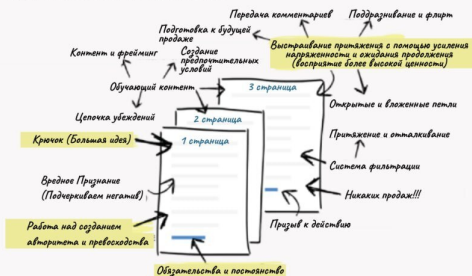 Передача комментариев
Поддразнивание и флирт
Подготовка к будущей
продаже
Контент и фрейминг
Создание
предпочтительных
условий
Выстраивание притяжения с помощью усиления
напряженности и ожидания продолжения
(восприятие более высокой ценности)
Обучающий контент
3 страница
Цепочка убеждений
2 страница
Открытые и вложенные петли
Крючок (Большая идея)
1 страница
Притяжение и отталкивание
Система фильтрации
Вредное Признание
(Подчеркиваем негатив)
Никаких продаж!!!
Призыв к действию
Работа над созданием
авторитета и превосходства
Обязательства и постоянство